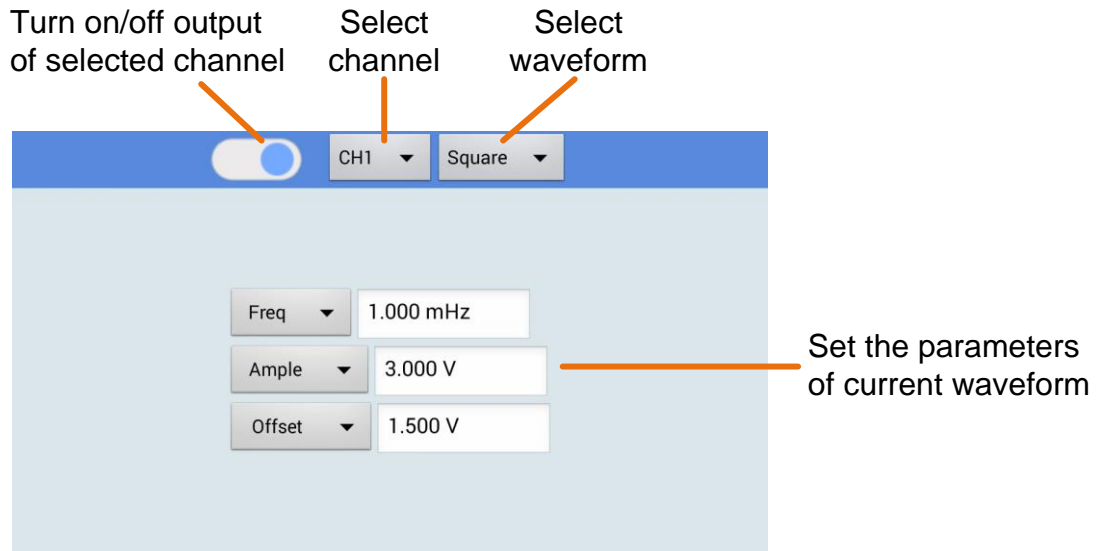 Turn on/off output
of selected channel
Select
channel
Select
waveform
CH1
Square
Freq
1.000 mHz
Ample
3.000 V
Offset
1.500 V
Set the parameters
of current waveform